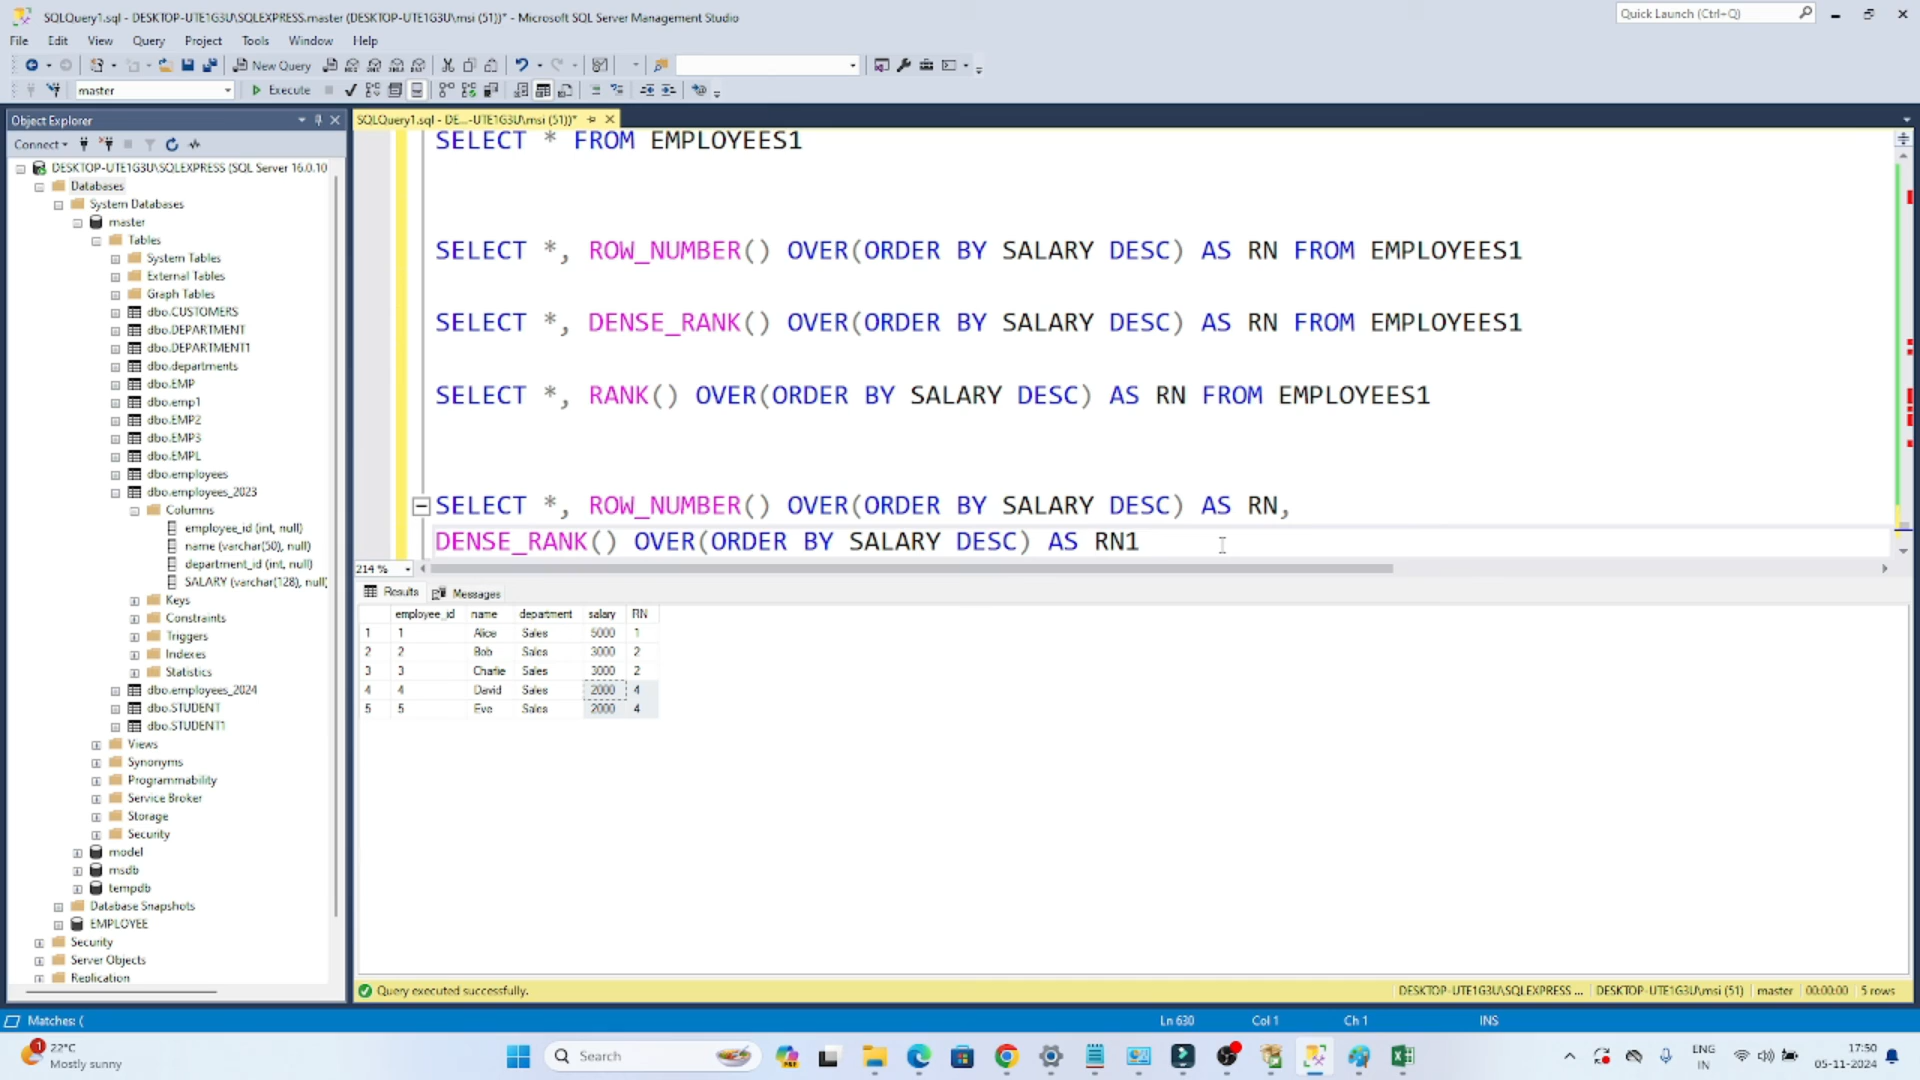 SQLQuery1.sql - DESKTOP-UTE1G3U\SQLEXPRESS.master (DESKTOP-UTE1G3U\msi (51))* - Microsoft SQL Server Management Studio
Quick Launch (Ctrl+Q)
File Edit View Query Project Tools Window Help
New Query
master
Execute
Object Explorer
SQLQuery1.sql - DE...-UTE1G3U\msi (51))*
Connect
DESKTOP-UTE1G3U\SQLEXPRESS (SQL Server 16.0.10
Databases
System Databases
master
Tables
System Tables
External Tables
Graph Tables
dbo.CUSTOMERS
dbo.DEPARTMENT
dbo.DEPARTMENT1
dbo.departments
dbo.EMP
dbo.emp1
dbo.EMP2
dbo.EMP3
dbo.EMPL
dbo.employees
dbo.employees_2023
Columns
employee_id (int, null)
name (varchar(50), null)
department_id (int, null)
SALARY (varchar(128), null
Keys
Constraints
Triggers
Indexes
Statistics
dbo.employees_2024
dbo.STUDENT
dbo.STUDENT1
Views
Synonyms
Programmability
Service Broker
Storage
Security
model
msdb
tempdb
Database Snapshots
EMPLOYEE
Security
Server Objects
Replication
SELECT * FROM EMPLOYEES1
SELECT *, ROW_NUMBER() OVER(ORDER BY SALARY DESC) AS RN FROM EMPLOYEES1
SELECT *, DENSE_RANK() OVER(ORDER BY SALARY DESC) AS RN FROM EMPLOYEES1
SELECT *, RANK() OVER(ORDER BY SALARY DESC) AS RN FROM EMPLOYEES1
SELECT *, ROW_NUMBER() OVER(ORDER BY SALARY DESC) AS RN,
DENSE_RANK() OVER(ORDER BY SALARY DESC) AS RN1
214 %
Results Messages
employee_id name department salary RN
1 1 Alice Sales 5000 1
2 2 Bob Sales 3000 2
3 3 Charlie Sales 3000 2
4 4 David Sales 2000 4
5 5 Eve Sales 2000 4
Query executed successfully.
DESKTOP-UTE1G3U\SQLEXPRESS ... DESKTOP-UTE1G3U\msi (51) master 00:00:00 5 rows
Matches: (
Ln 630 Col 1 Ch 1 INS
1
22°C
Mostly sunny
Search
ENG
IN
17:50
05-11-2024